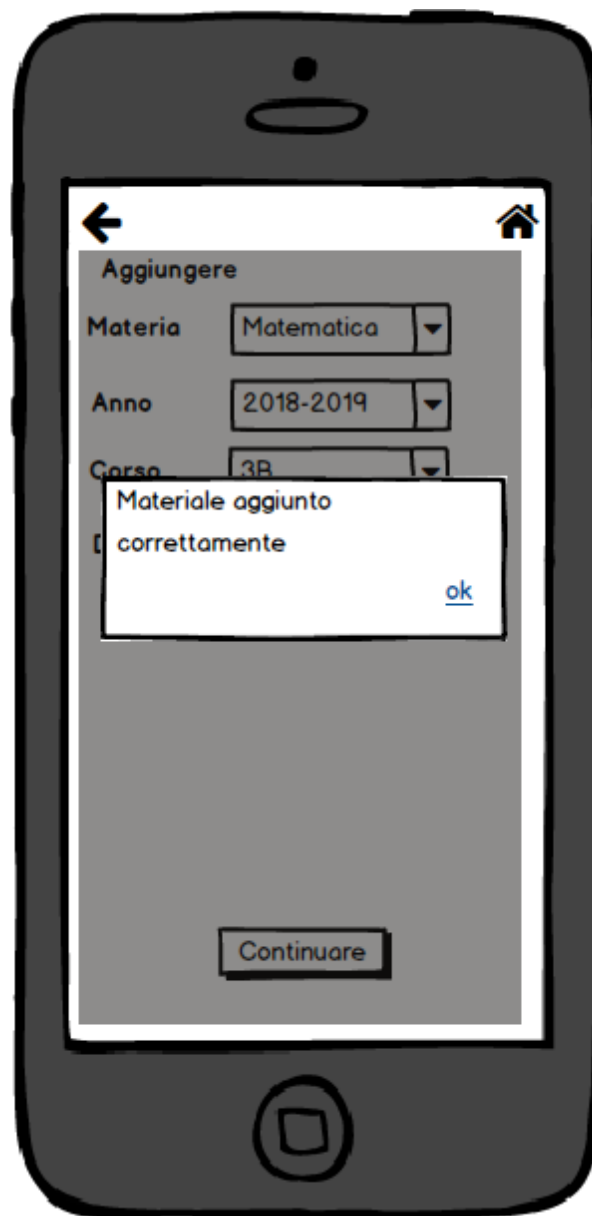 Aggiungere
Materia Matematica
Anno 2018-2019
Corso 3B
Materiale aggiunto
correttamente
ok
Continuare